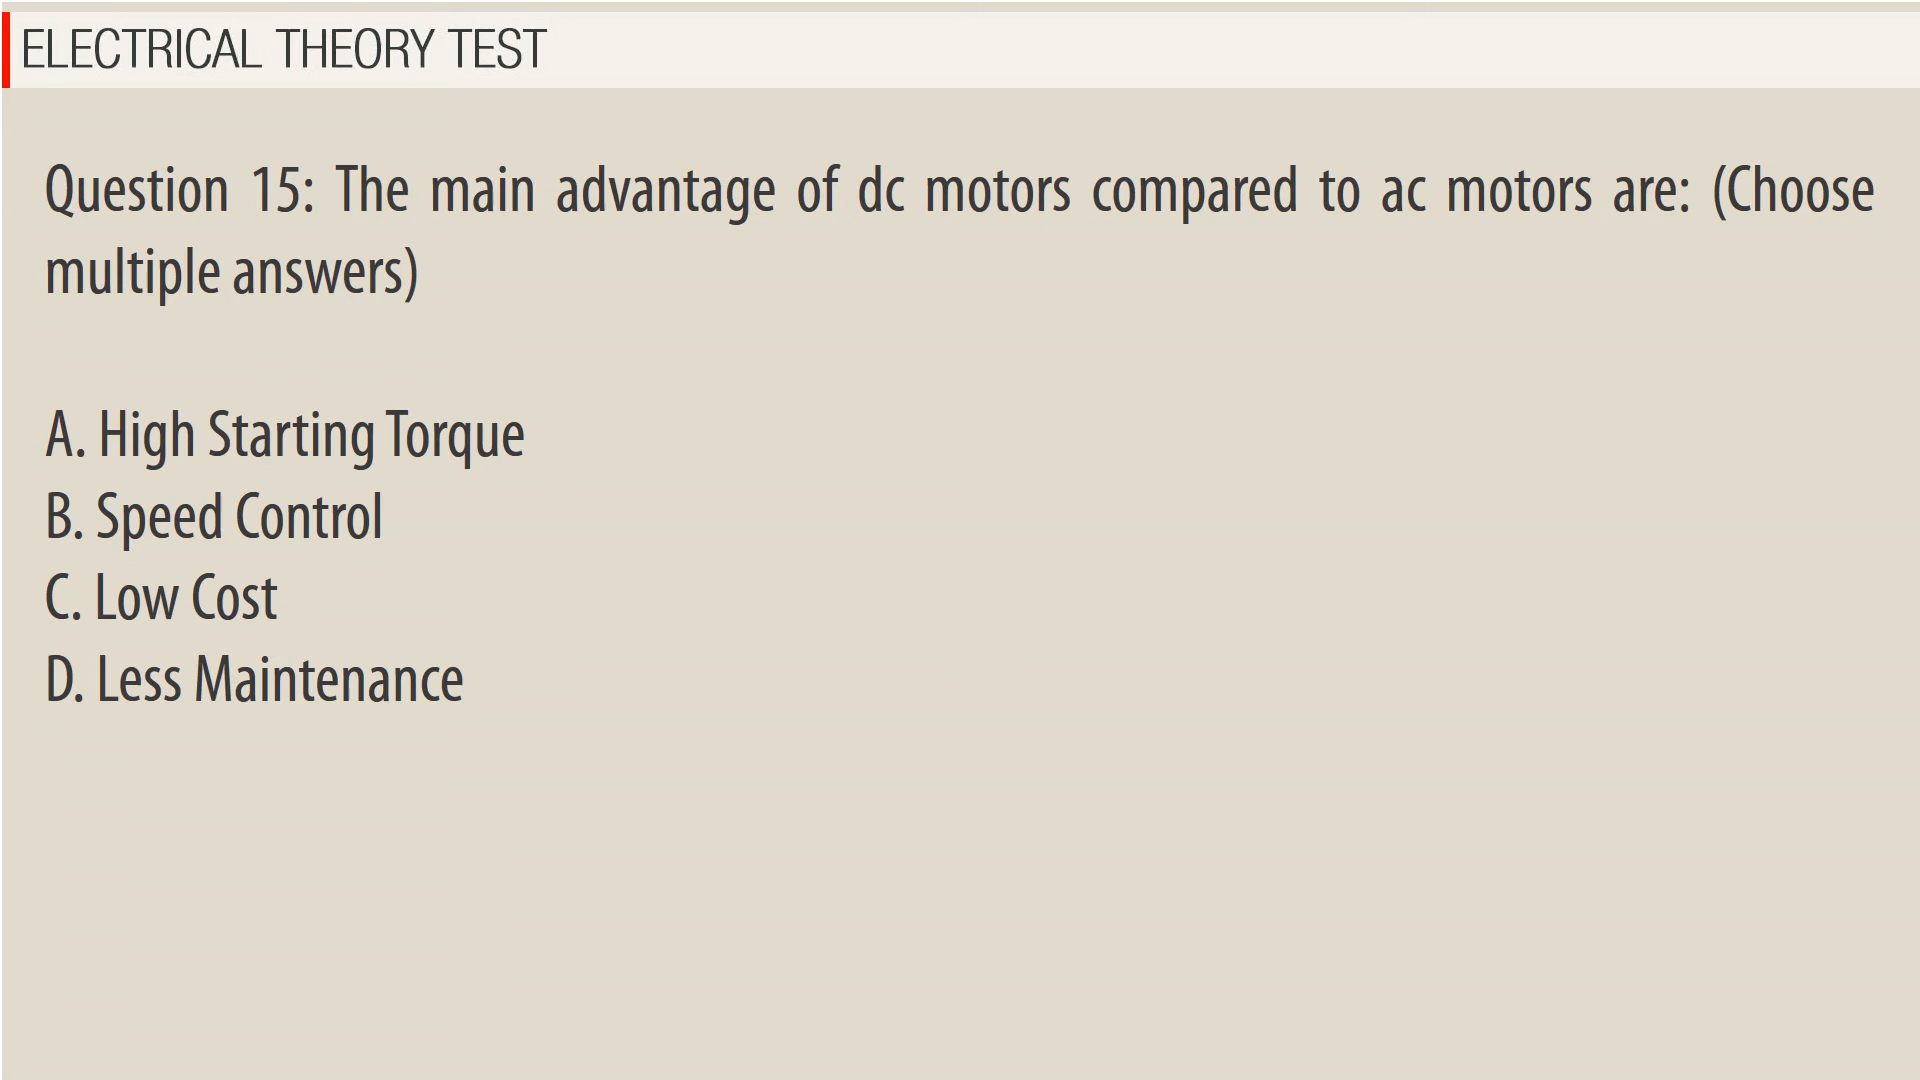 ELECTRICAL THEORY TEST
Question 15: The main advantage of dc motors compared to ac motors are: (Choose
multiple answers)
A. High Starting Torque
B. Speed Control
C. Low Cost
D. Less Maintenance